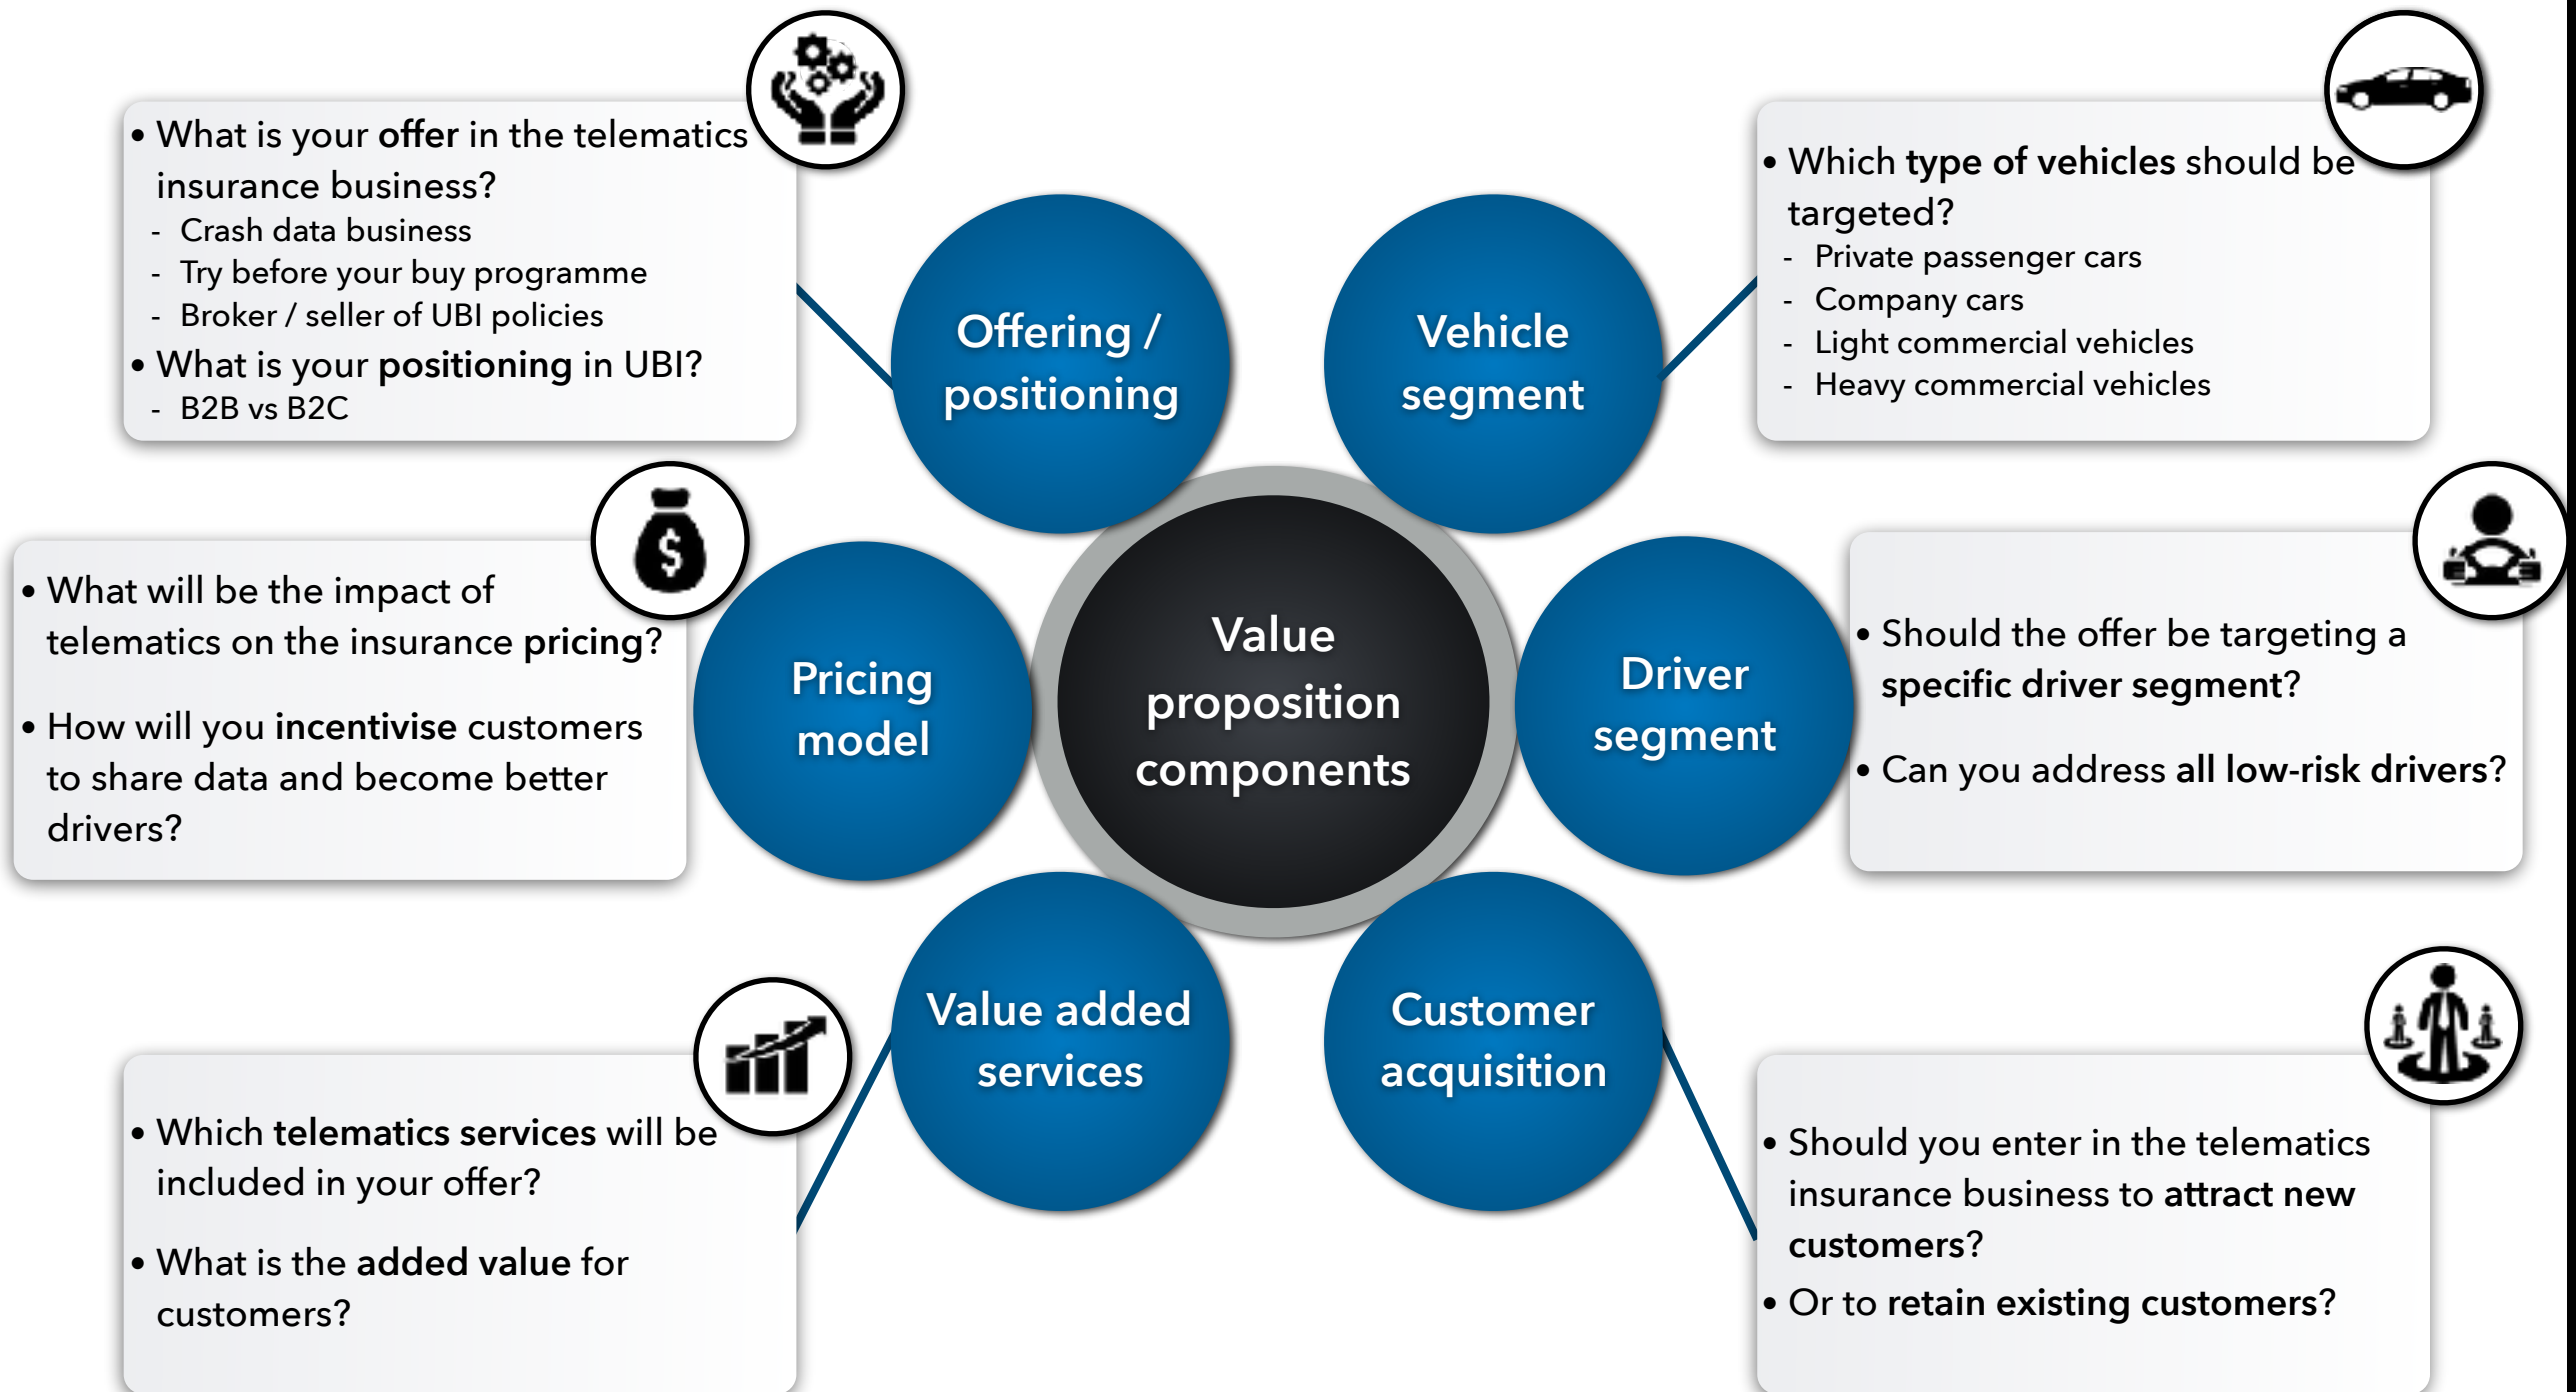 • What is your offer in the telematics
insurance business?
- Crash data business
- Try before your buy programme
- Broker / seller of UBI policies
• What is your positioning in UBI?
- B2B vs B2C
Offering /
positioning
Vehicle
segment
• Which type of vehicles should be
targeted?
- Private passenger cars
- Company cars
- Light commercial vehicles
- Heavy commercial vehicles
$
• What will be the impact of
telematics on the insurance pricing?
• How will you incentivise customers
to share data and become better
drivers?
Pricing
model
Value
proposition
components
Driver
segment
• Should the offer be targeting a
specific driver segment?
• Can you address all low-risk drivers?
• Which telematics services will be
included in your offer?
• What is the added value for
customers?
Value added
services
Customer
acquisition
• Should you enter in the telematics
insurance business to attract new
customers?
• Or to retain existing customers?